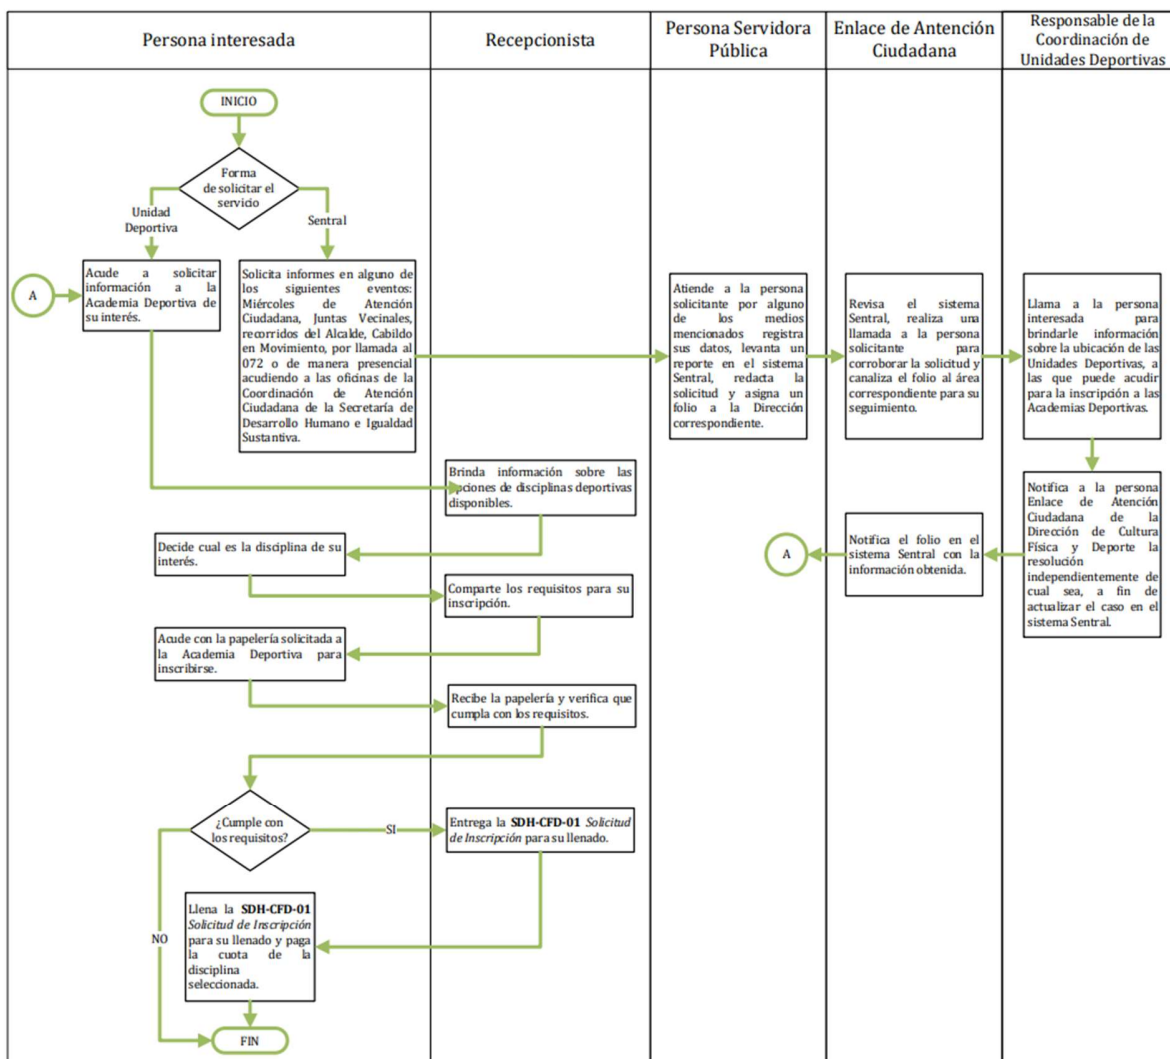 Persona interesada
Recepcionista
Persona Servidora
Pública
Enlace de Antención
Ciudadana
Responsable de la
Coordinación de
Unidades Deportivas
INICIO
Forma
de solicitar el
servicio
Unidad
Deportiva
Sentral
A
Acude a solicitar
información a la
Academia Deportiva de
su interés.
Solicita informes en alguno de
los siguientes eventos:
Miércoles de Atención
Ciudadana, Juntas Vecinales,
recorridos del Alcalde, Cabildo
en Movimiento, por llamada al
072 o de manera presencial
acudiendo a las oficinas de la
Coordinación de Atención
Ciudadana de la Secretaría de
Desarrollo Humano e Igualdad
Sustantiva.
Atiende a la persona
solicitante por alguno
de los medios
mencionados registra
sus datos, levanta un
reporte en el sistema
Sentral, redacta la
solicitud y asigna un
folio a la Dirección
correspondiente.
Revisa el sistema
Sentral, realiza una
llamada a la persona
solicitante para
corroborar la solicitud y
canaliza el folio al área
correspondiente para su
seguimiento.
Llama a la persona
interesada para
brindarle información
sobre la ubicación de las
Unidades Deportivas, a
las que puede acudir
para la inscripción a las
Academias Deportivas.
Brinda información sobre las
opciones de disciplinas deportivas
disponibles.
Notifica a la persona
Enlace de Atención
Ciudadana de la
Dirección de Cultura
Física y Deporte la
resolución
independientemente de
cual sea, a fin de
actualizar el caso en el
sistema Sentral.
Notifica el folio en el
sistema Sentral con la
información obtenida.
A
Decide cual es la disciplina de su
interés.
Comparte los requisitos para su
inscripción.
Acude con la papelería solicitada a
la Academia Deportiva para
inscribirse.
Recibe la papelería y verifica que
cumpla con los requisitos.
¿Cumple con
los requisitos?
SI
Entrega la SDH-CFD-01 Solicitud
de Inscripción para su llenado.
NO
Llena la SDH-CFD-01
Solicitud de Inscripción
para su llenado y paga
la cuota de la
disciplina
seleccionada.
FIN